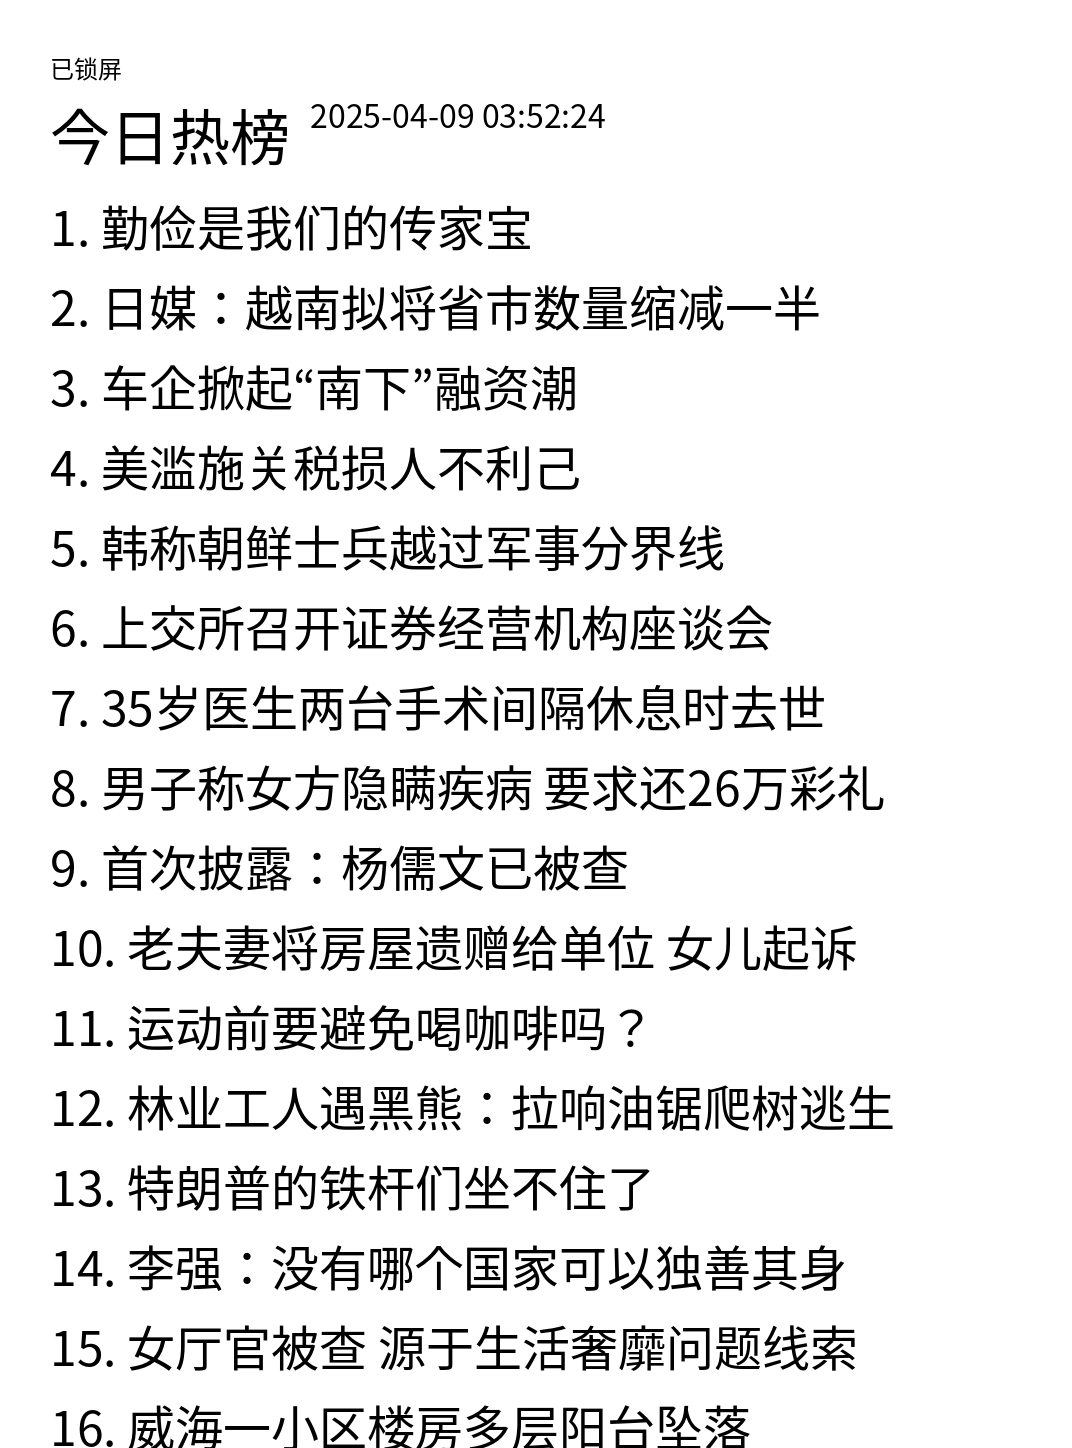 已锁屏
今日热榜 2025-04-09 03:52:24
1. 勤俭是我们的传家宝
2. 日媒：越南拟将省市数量缩减一半
3. 车企掀起“南下”融资潮
4. 美滥施关税损人不利己
5. 韩称朝鲜士兵越过军事分界线
6. 上交所召开证券经营机构座谈会
7. 35岁医生两台手术间隔休息时去世
8. 男子称女方隐瞒疾病 要求还26万彩礼
9. 首次披露：杨儒文已被查
10. 老夫妻将房屋遗赠给单位 女儿起诉
11. 运动前要避免喝咖啡吗？
12. 林业工人遇黑熊：拉响油锯爬树逃生
13. 特朗普的铁杆们坐不住了
14. 李强：没有哪个国家可以独善其身
15. 女厅官被查 源于生活奢靡问题线索
16. 威海一小区楼房多层阳台坠落